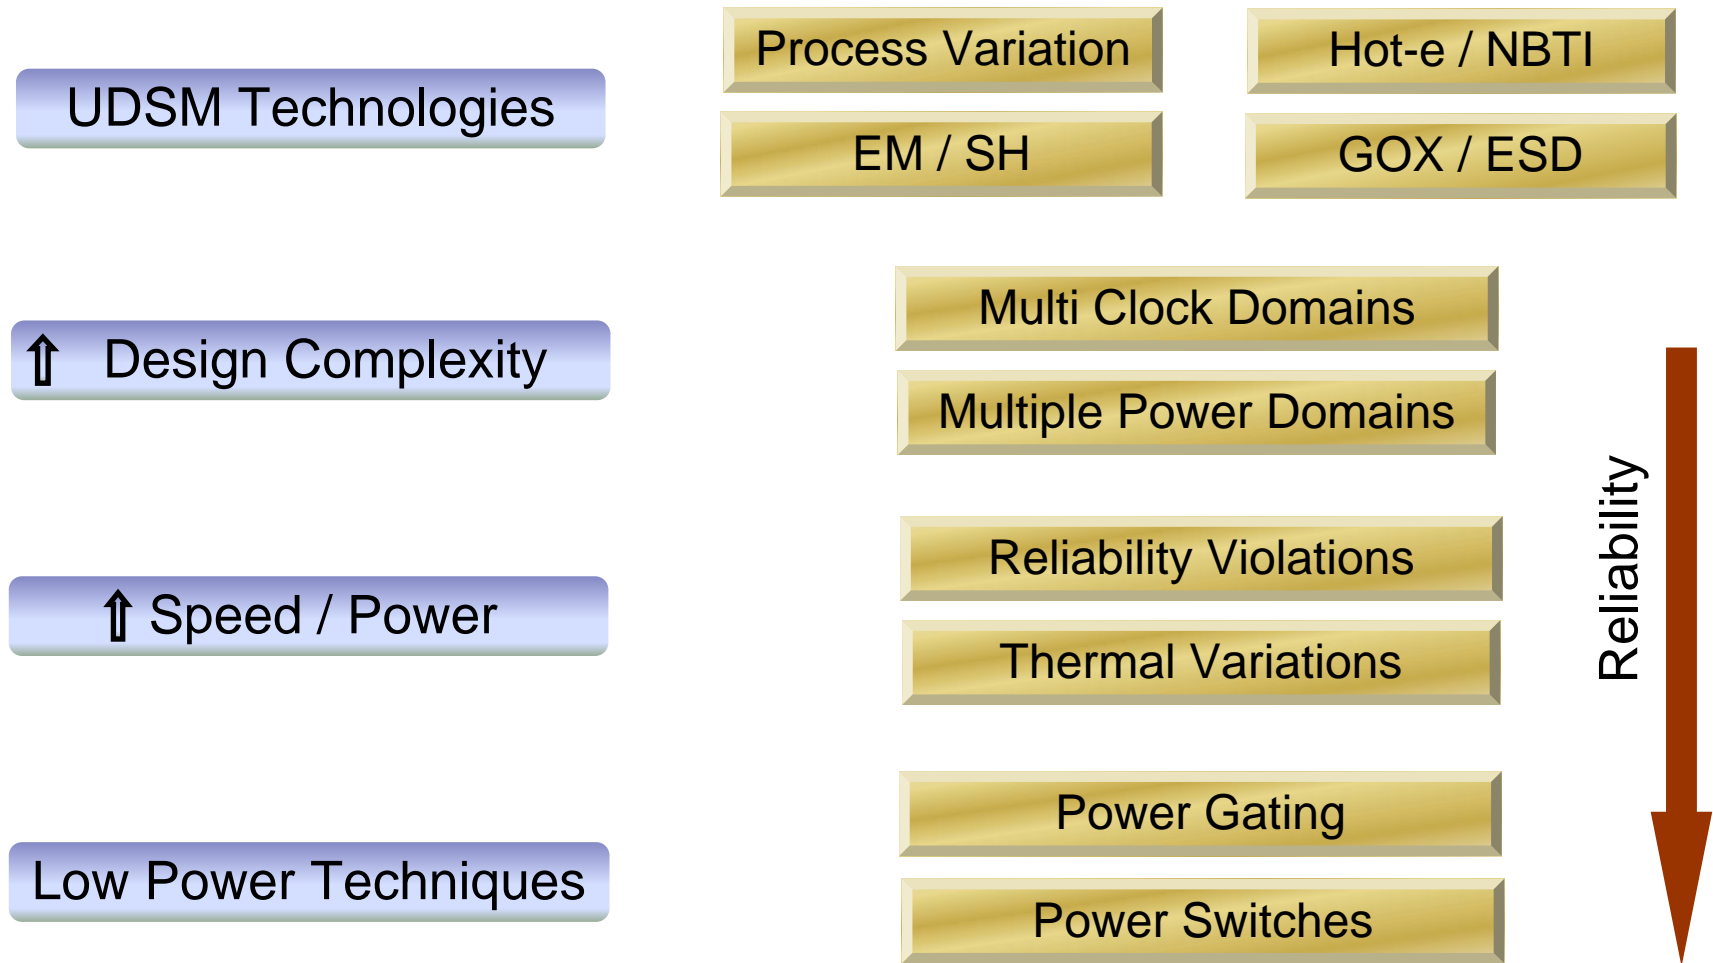 UDSM Technologies
Process Variation
Hot-e / NBTI
EM / SH
GOX / ESD
⇑ Design Complexity
Multi Clock Domains
Multiple Power Domains
⇑ Speed / Power
Reliability Violations
Thermal Variations
Low Power Techniques
Power Gating
Power Switches
Reliability